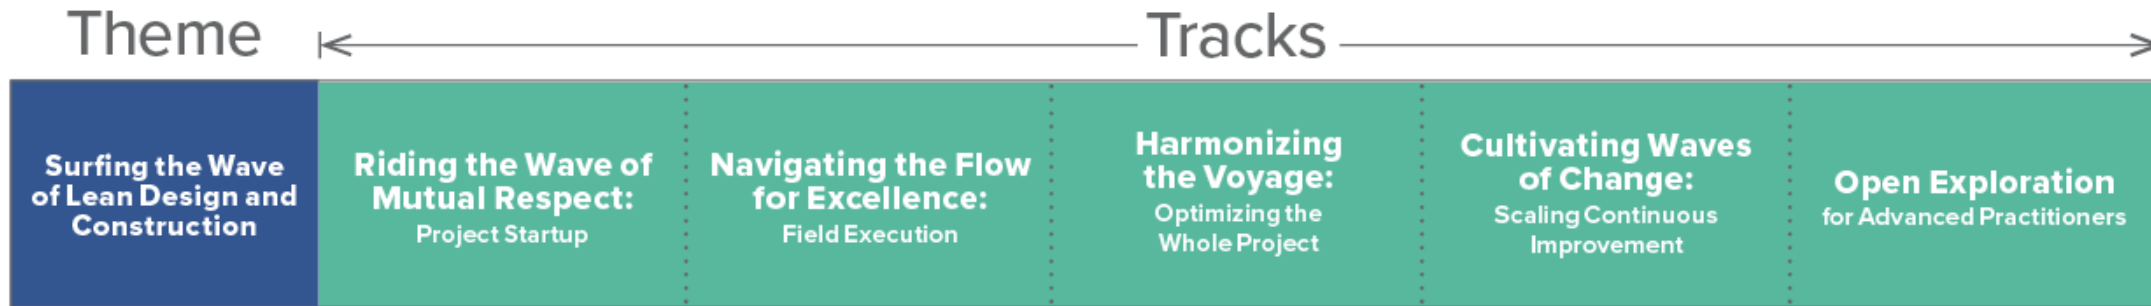 Theme
Tracks
Surfing the Wave
of Lean Design and
Construction
Riding the Wave of
Mutual Respect:
Project Startup
Navigating the Flow
for Excellence:
Field Execution
Harmonizing
the Voyage:
Optimizing the
Whole Project
Cultivating Waves
of Change:
Scaling Continuous
Improvement
Open Exploration
for Advanced Practitioners